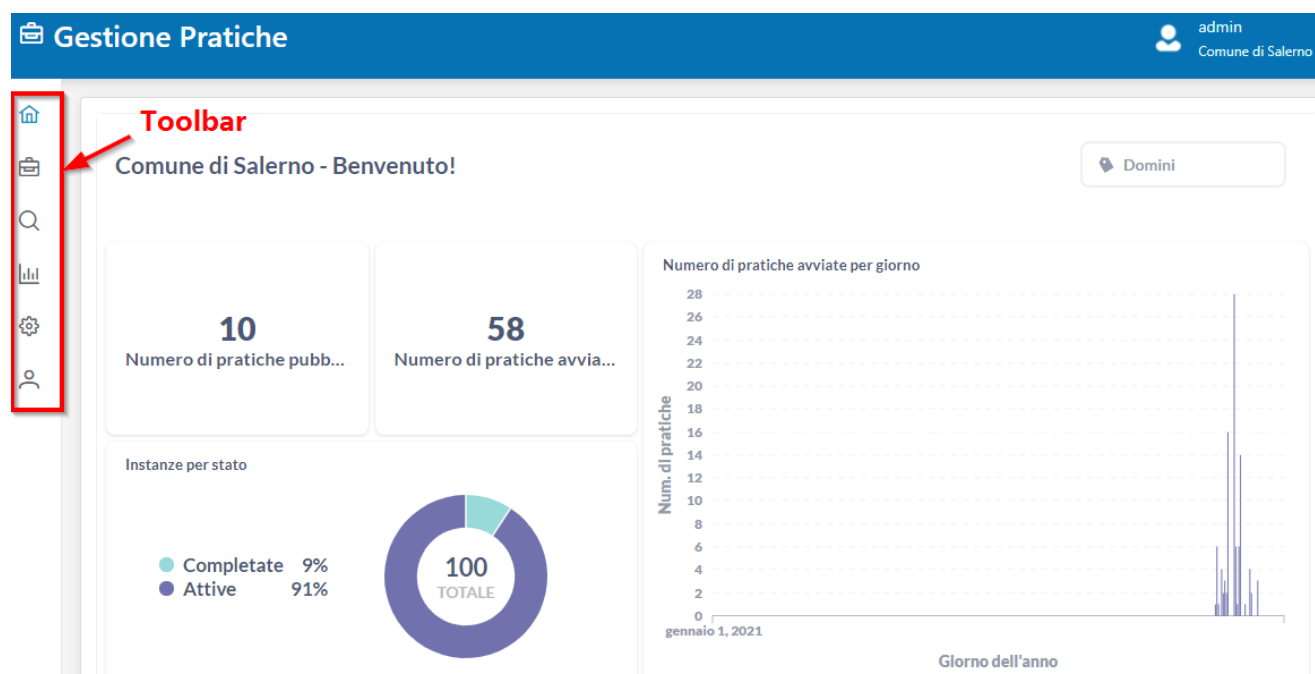 Gestione Pratiche
admin
Comune di Salerno
Toolbar
Comune di Salerno - Benvenuto!
Domini
10
Numero di pratiche pubb...
58
Numero di pratiche avvia...
Numero di pratiche avviate per giorno
28
26
24
22
20
18
16
14
12
10
8
6
4
2
0
Num. di pratiche
gennaio 1, 2021
Giorno dell'anno
Instanze per stato
Completate 9%
Attive 91%
100
TOTALE